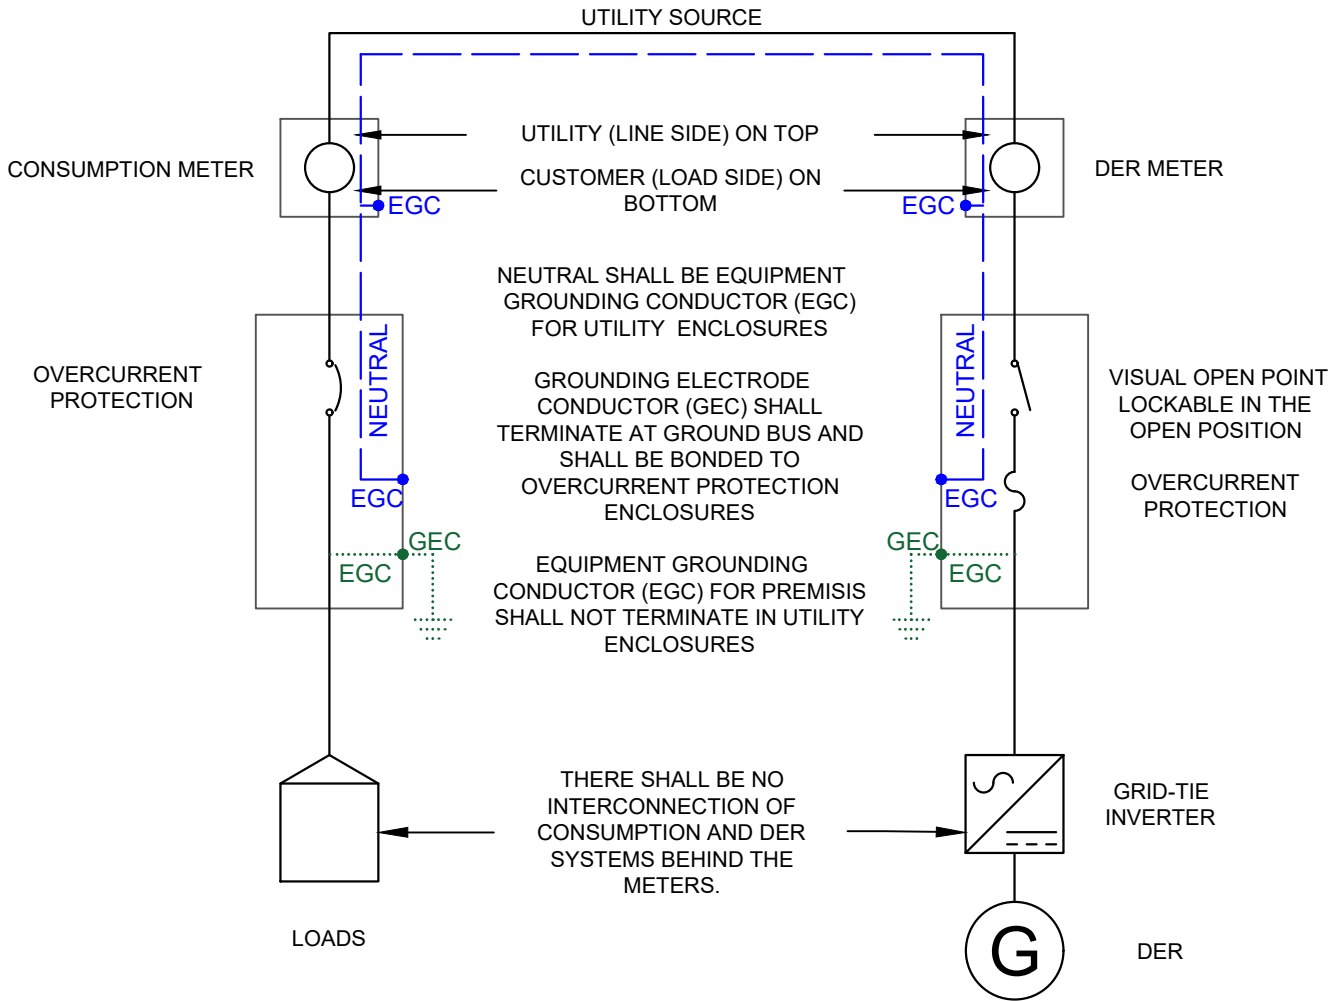 UTILITY SOURCE
UTILITY (LINE SIDE) ON TOP
CONSUMPTION METER
CUSTOMER (LOAD SIDE) ON
BOTTOM
DER METER
EGC
EGC
NEUTRAL SHALL BE EQUIPMENT
GROUNDING CONDUCTOR (EGC)
FOR UTILITY ENCLOSURES
OVERCURRENT
PROTECTION
NEUTRAL
GROUNDING ELECTRODE
CONDUCTOR (GEC) SHALL
TERMINATE AT GROUND BUS AND
SHALL BE BONDED TO
OVERCURRENT PROTECTION
ENCLOSURES
NEUTRAL
VISUAL OPEN POINT
LOCKABLE IN THE
OPEN POSITION
OVERCURRENT
PROTECTION
EGC
EGC
GEC
EGC
GEC
EGC
EQUIPMENT GROUNDING
CONDUCTOR (EGC) FOR PREMISIS
SHALL NOT TERMINATE IN UTILITY
ENCLOSURES
THERE SHALL BE NO
INTERCONNECTION OF
CONSUMPTION AND DER
SYSTEMS BEHIND THE
METERS.
GRID-TIE
INVERTER
LOADS
G
DER